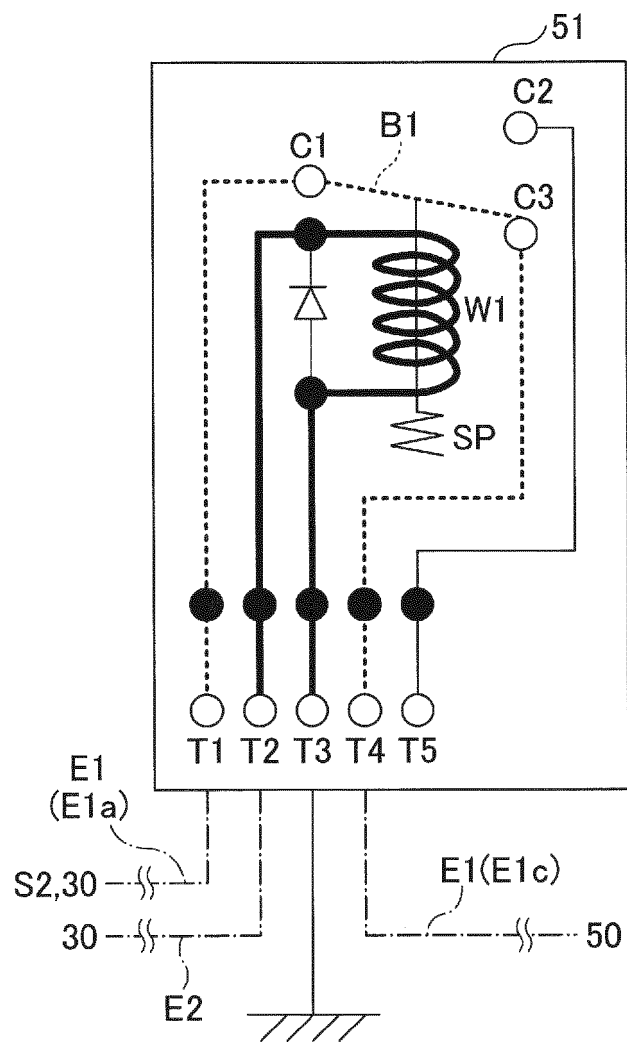 51
C2
B1
C1
C3
W1
SP
T1 T2 T3 T4 T5
E1
(E1a)
E1(E1c)
S2,30
30
50
E2